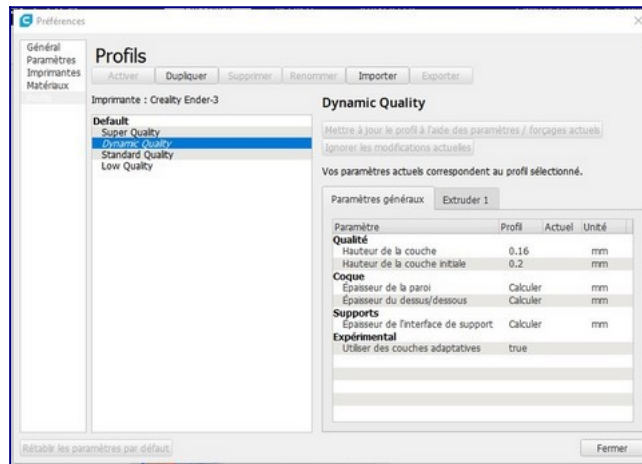 Préférences
Général
Paramètres
Imprimantes
Matériaux
Profils
Activer Dupliquer Supprimer Renommer Importer Exporter
Imprimante : Creality Ender-3
Default
Super Quality
Dynamic Quality
Standard Quality
Low Quality
Dynamic Quality
Mettre à jour le profil à l'aide des paramètres / forçages actuels
Ignorer les modifications actuelles
Vos paramètres actuels correspondent au profil sélectionné.
Paramètres généraux Extruder 1
Paramètre Profil Actuel Unité
Qualité
Hauteur de la couche 0.16 mm
Hauteur de la couche initiale 0.2 mm
Coque
Épaisseur de la paroi Calculer mm
Épaisseur du dessus/dessous Calculer mm
Supports
Épaisseur de l'interface de support Calculer mm
Expérimental
Utiliser des couches adaptatives true
Rétablir les paramètres par défaut
Fermer